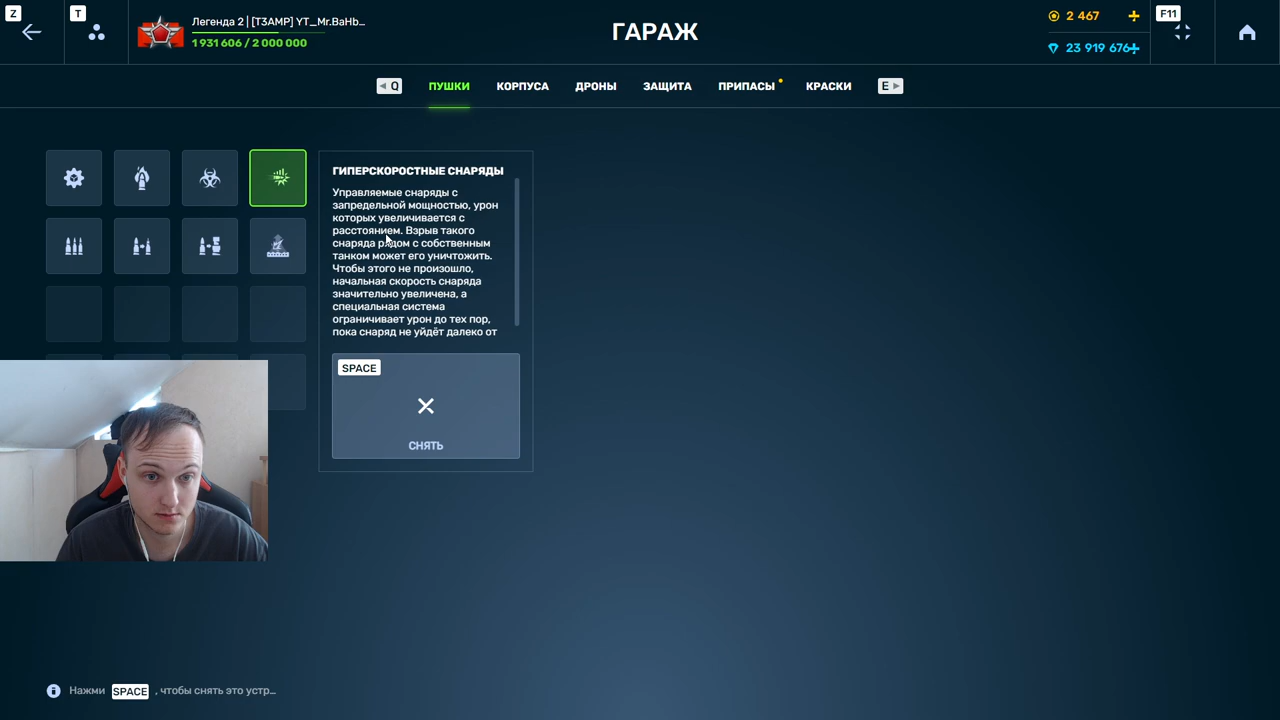 Z
T
Легенда 2 | [T3AMP] YT_Mr.BaHb...
1 931 606 / 2 000 000
ГАРАЖ
2 467
23 919 676
F11
Q
ПУШКИ
КОРПУСА
ДРОНЫ
ЗАЩИТА
ПРИПАСЫ
КРАСКИ
E
ГИПЕРСКОРОСТНЫЕ СНАРЯДЫ
Управляемые снаряды с
запредельной мощностью, урон
которых увеличивается с
расстоянием. Взрыв такого
снаряда рядом с собственным
танком может его уничтожить.
Чтобы этого не произошло,
начальная скорость снаряда
значительно увеличена, а
специальная система
ограничивает урон до тех пор,
пока снаряд не уйдёт далеко от
SPACE
СНЯТЬ
Нажми SPACE , чтобы снять это устр...